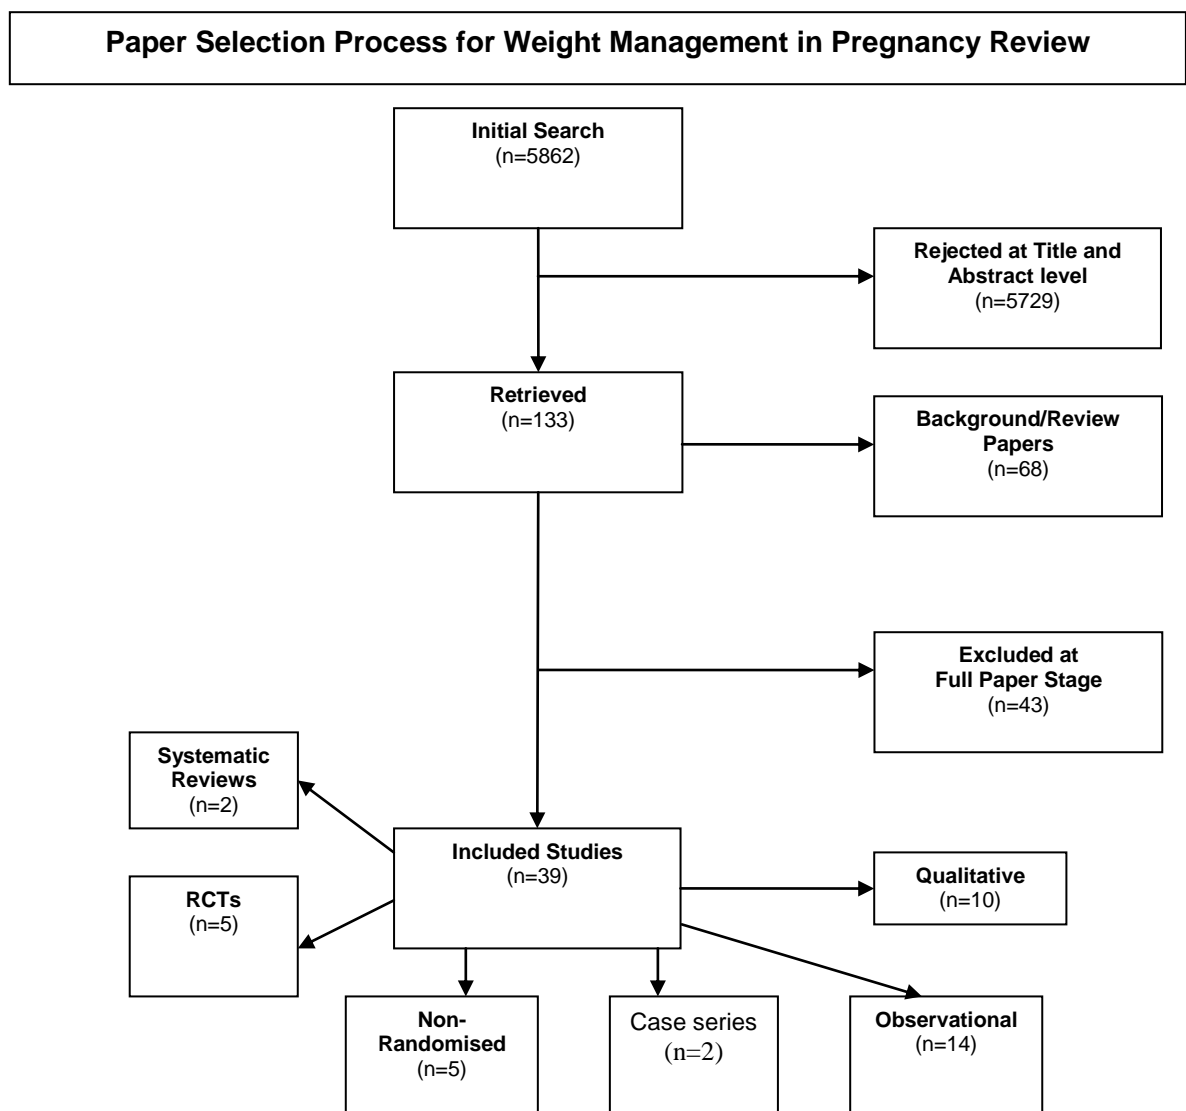 Paper Selection Process for Weight Management in Pregnancy Review
Initial Search
(n=5862)
Rejected at Title and
Abstract level
(n=5729)
Retrieved
(n=133)
Background/Review
Papers
(n=68)
Excluded at
Full Paper Stage
(n=43)
Systematic
Reviews
(n=2)
Included Studies
(n=39)
Qualitative
(n=10)
RCTs
(n=5)
Non-
Randomised
(n=5)
Case series
(n=2)
Observational
(n=14)